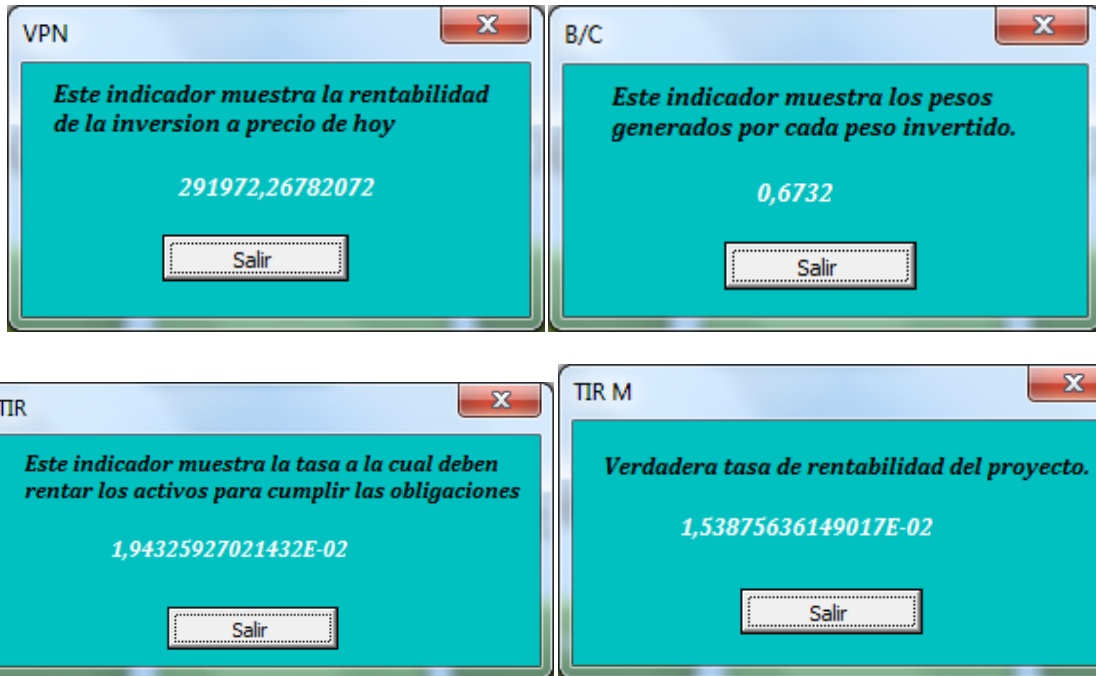 VPN
Este indicador muestra la rentabilidad
de la inversion a precio de hoy
291972,26782072
Salir
B/C
Este indicador muestra los pesos
generados por cada peso invertido.
0,6732
Salir
TIR
Este indicador muestra la tasa a la cual deben
rentar los activos para cumplir las obligaciones
1,94325927021432E-02
Salir
TIR M
Verdadera tasa de rentabilidad del proyecto.
1,53875636149017E-02
Salir